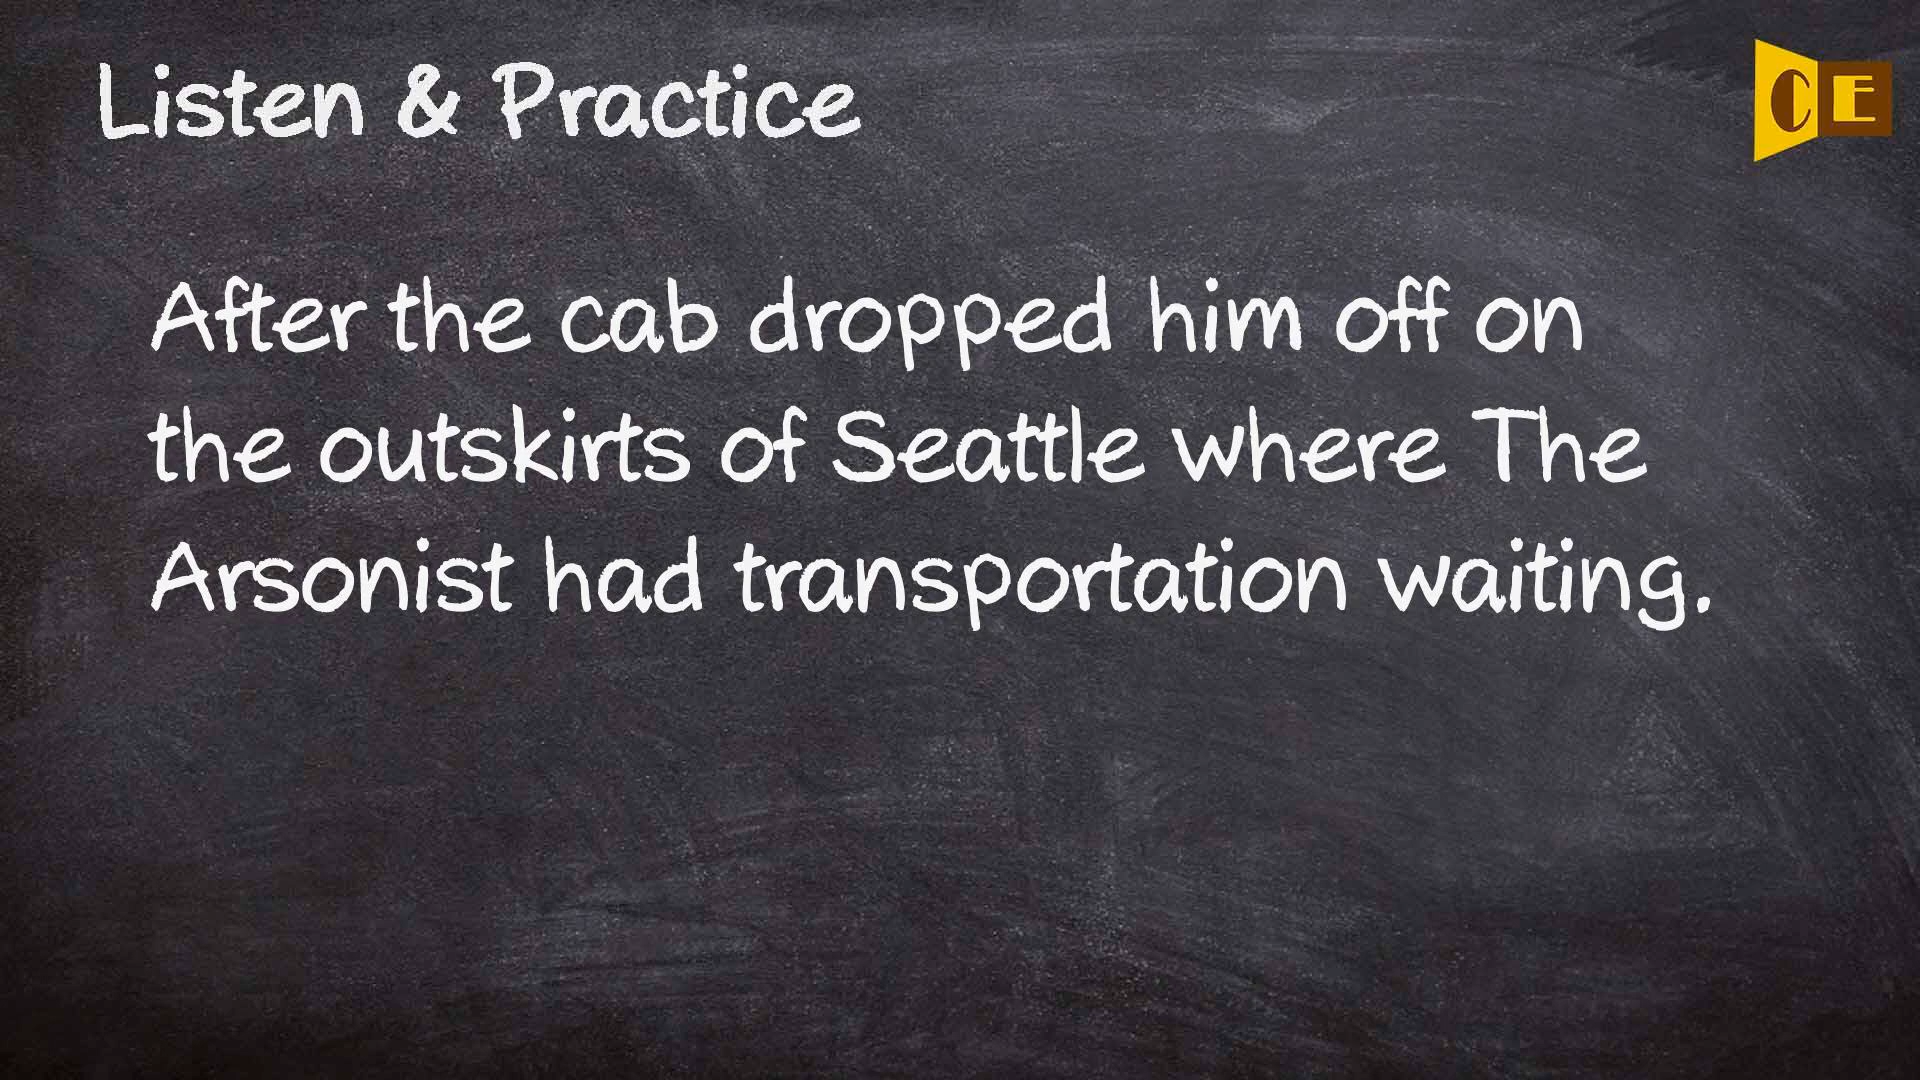 Listen & Practice
CE
After the cab dropped him off on
the outskirts of Seattle where The
Arsonist had transportation waiting.